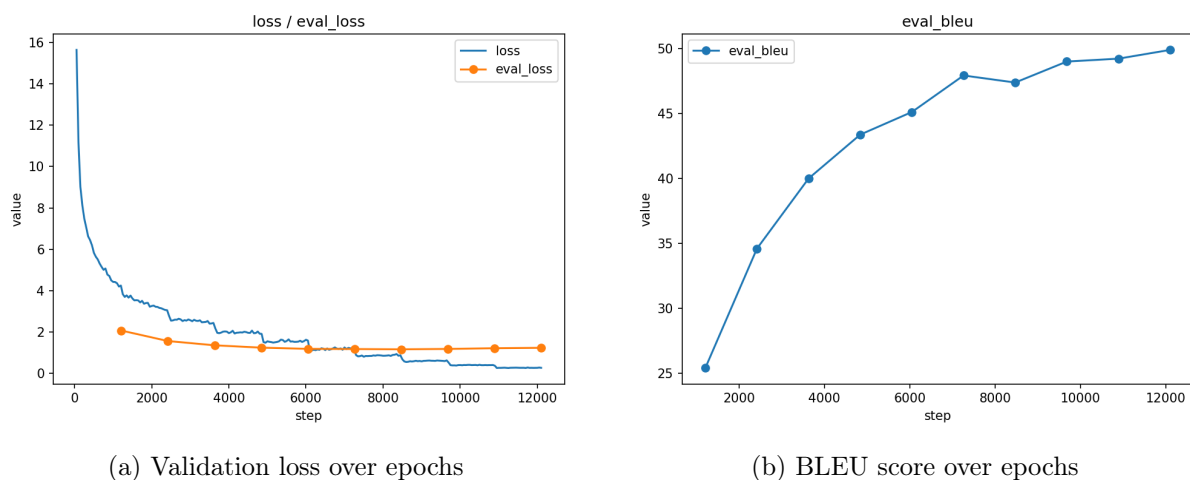 loss / eval_loss
16
14
12
10
8
6
4
2
0
value
loss
eval_loss
0
2000
4000
6000
8000
10000
12000
step
(a) Validation loss over epochs
eval_bleu
50
45
40
35
30
25
value
eval_bleu
2000
4000
6000
8000
10000
12000
step
(b) BLEU score over epochs